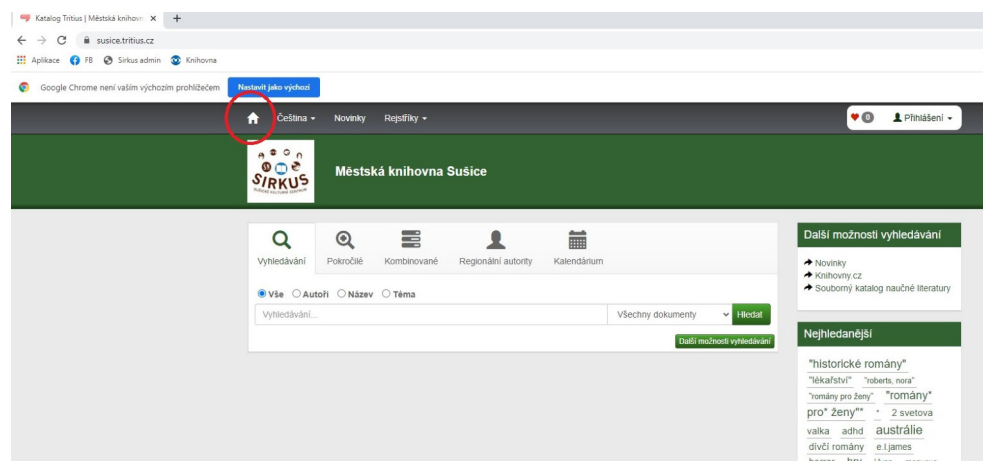 Katalog Tritius | Městská knihovn
susice.tritius.cz
Aplikace FB Sirkus admin Knihovna
Google Chrome není vaším výchozím prohlížečem Nastavit jako výchozí
Čeština Novinky Rejstříky 0 Přihlášení
SIRKUS
Městská knihovna Sušice
Vyhledávání Pokročilé Kombinované Regionální autority Kalendárium
Vše Autoři Název Téma
Vyhledávání... Všechny dokumenty Hledat
Další možnosti vyhledávání
Další možnosti vyhledávání
Novinky
Knihovny.cz
Souborný katalog naučné literatury
Nejhledanější
"historické romány"
"lékařství" "roberts, nora"
"romány pro ženy" "romány*
pro* ženy"* * 2 svetova
valka adhd austrálie
dívčí romány e.l.james